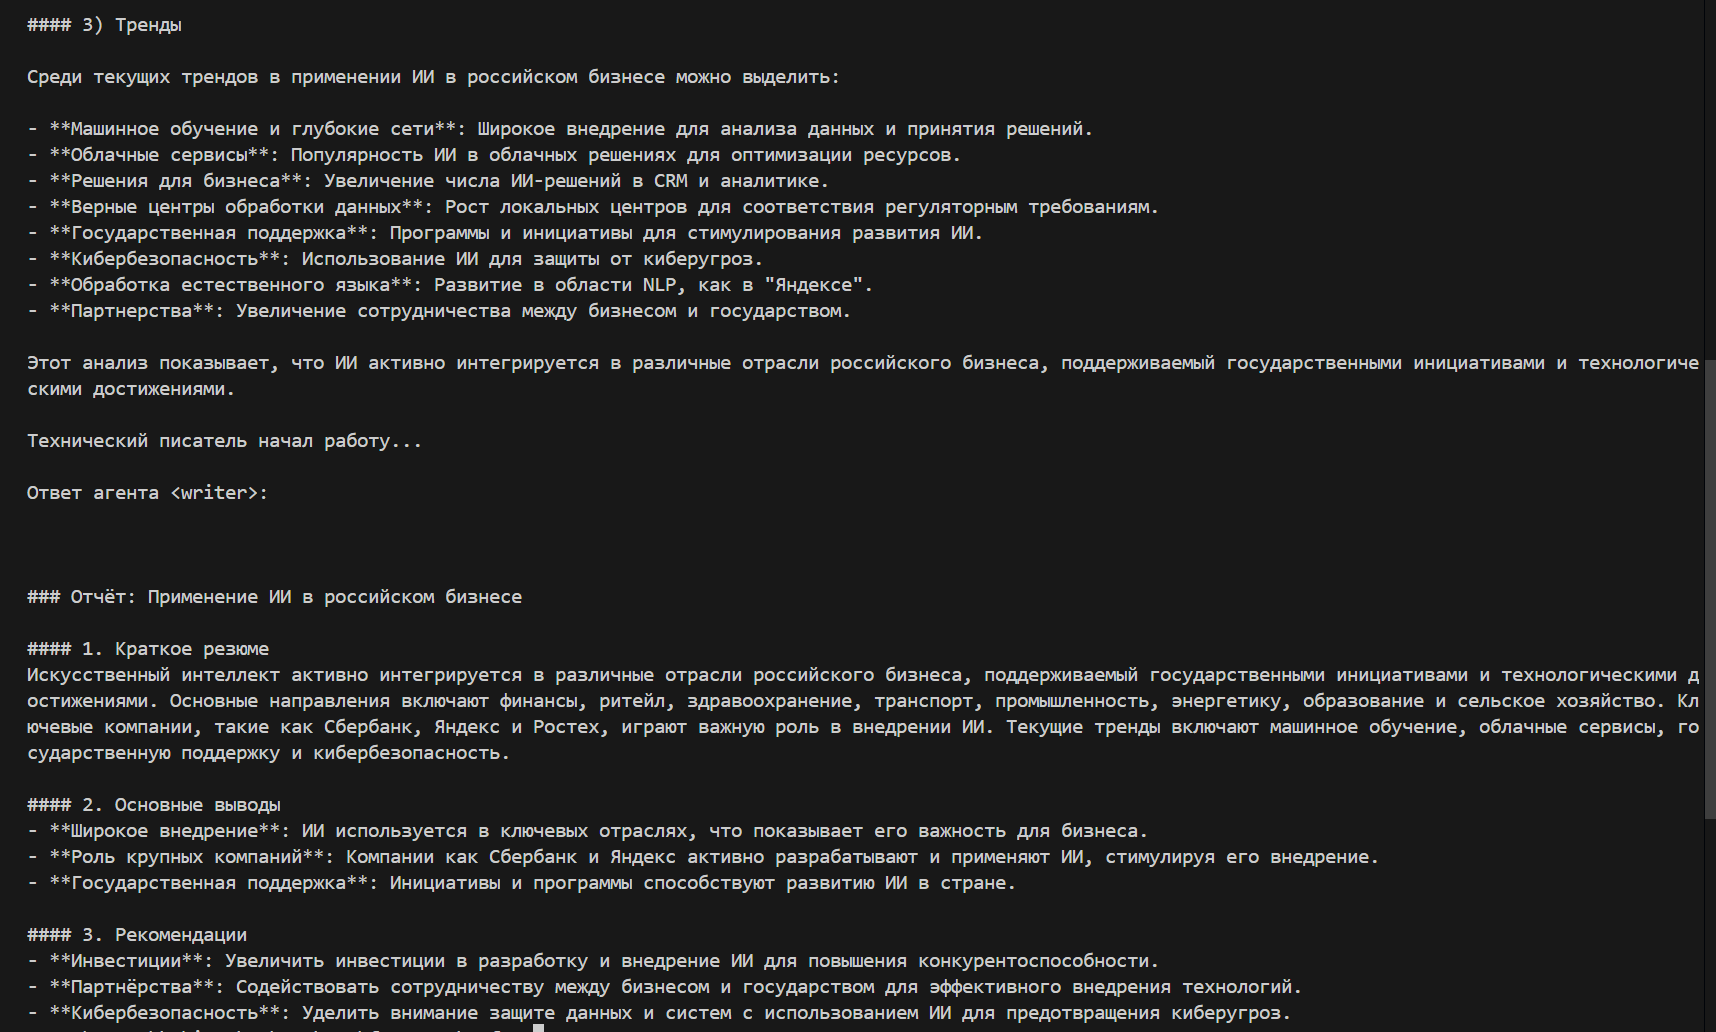 #### 3) Тренды
Среди текущих трендов в применении ИИ в российском бизнесе можно выделить:
- **Машинное обучение и глубокие сети**: Широкое внедрение для анализа данных и принятия решений.
- **Облачные сервисы**: Популярность ИИ в облачных решениях для оптимизации ресурсов.
- **Решения для бизнеса**: Увеличение числа ИИ-решений в CRM и аналитике.
- **Верные центры обработки данных**: Рост локальных центров для соответствия регуляторным требованиям.
- **Государственная поддержка**: Программы и инициативы для стимулирования развития ИИ.
- **Кибербезопасность**: Использование ИИ для защиты от киберугроз.
- **Обработка естественного языка**: Развитие в области NLP, как в "Яндексе".
- **Партнерства**: Увеличение сотрудничества между бизнесом и государством.
Этот анализ показывает, что ИИ активно интегрируется в различные отрасли российского бизнеса, поддерживаемый государственными инициативами и технологиче
скими достижениями.
Технический писатель начал работу...
Ответ агента <writer>:
### Отчёт: Применение ИИ в российском бизнесе
#### 1. Краткое резюме
Искусственный интеллект активно интегрируется в различные отрасли российского бизнеса, поддерживаемый государственными инициативами и технологическими д
остижениями. Основные направления включают финансы, ритейл, здравоохранение, транспорт, промышленность, энергетику, образование и сельское хозяйство. Кл
ючевые компании, такие как Сбербанк, Яндекс и Ростех, играют важную роль в внедрении ИИ. Текущие тренды включают машинное обучение, облачные сервисы, го
сударственную поддержку и кибербезопасность.
#### 2. Основные выводы
- **Широкое внедрение**: ИИ используется в ключевых отраслях, что показывает его важность для бизнеса.
- **Роль крупных компаний**: Компании как Сбербанк и Яндекс активно разрабатывают и применяют ИИ, стимулируя его внедрение.
- **Государственная поддержка**: Инициативы и программы способствуют развитию ИИ в стране.
#### 3. Рекомендации
- **Инвестиции**: Увеличить инвестиции в разработку и внедрение ИИ для повышения конкурентоспособности.
- **Партнёрства**: Содействовать сотрудничеству между бизнесом и государством для эффективного внедрения технологий.
- **Кибербезопасность**: Уделить внимание защите данных и систем с использованием ИИ для предотвращения киберугроз.